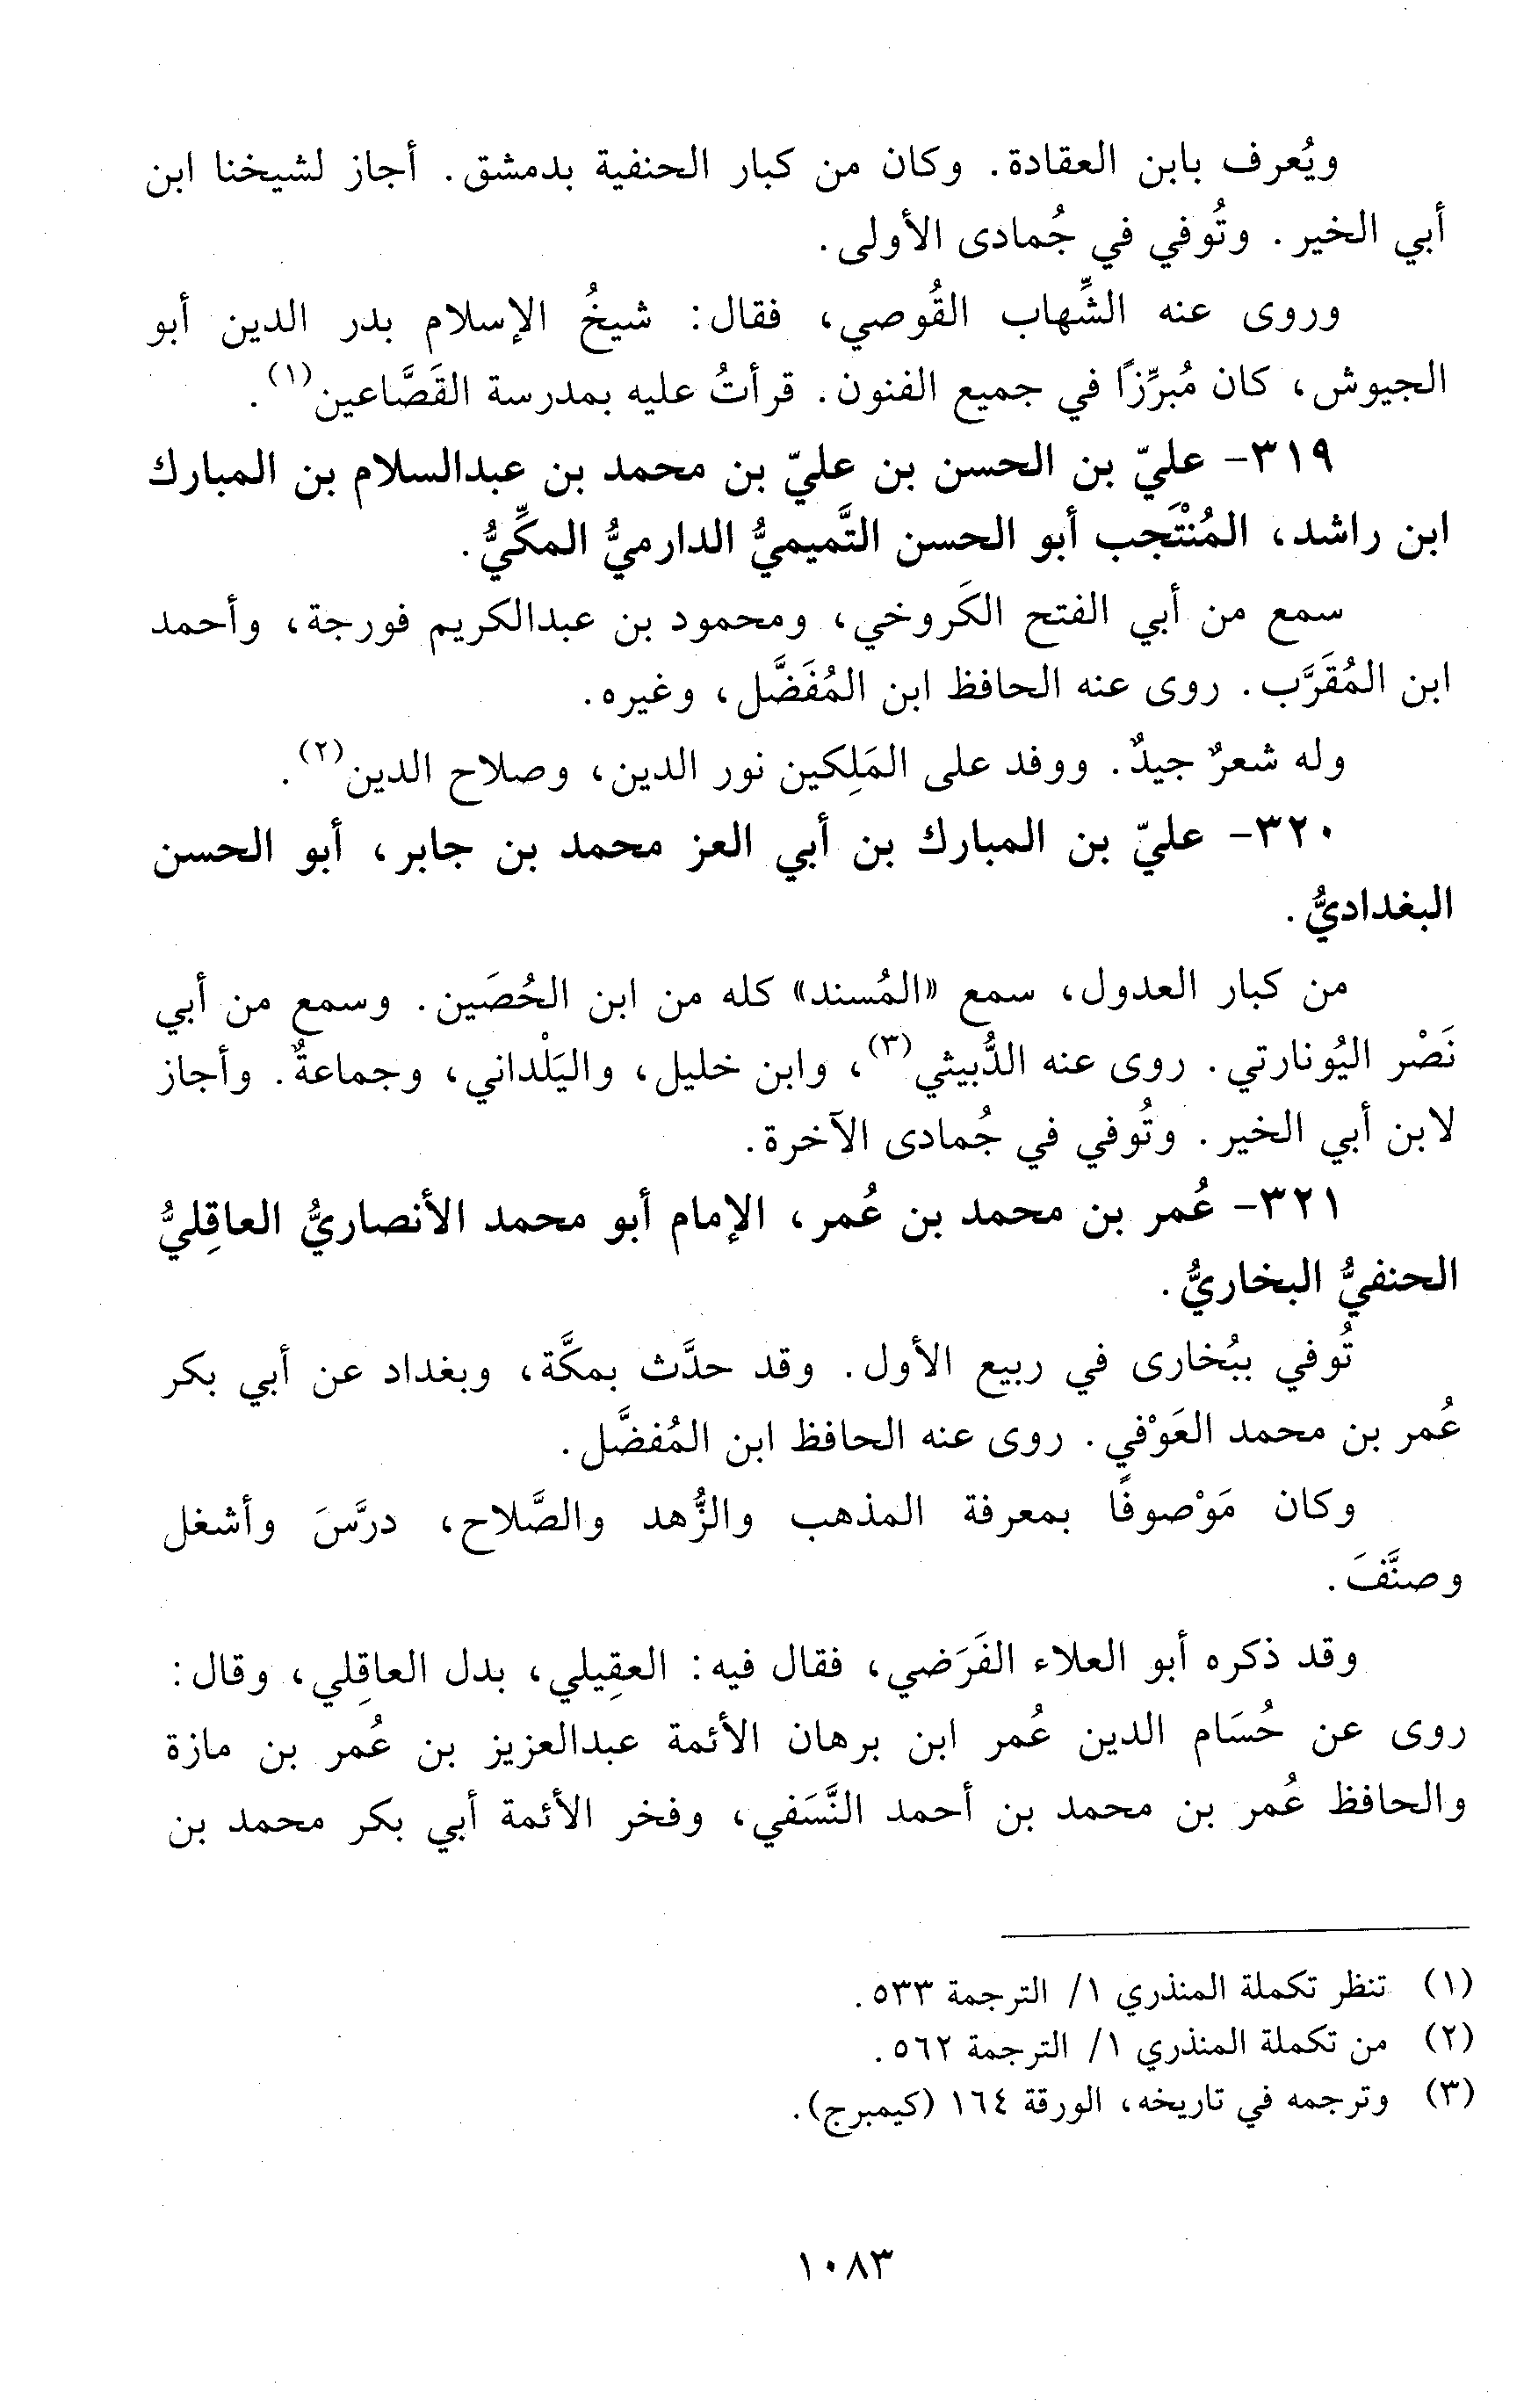 ويُعرف بابن العقادة. وكان من كبار الحنفية بدمشق. أجاز لشيخنا ابن
أبي الخير. وتُوفي في جُمادى الأولى.
وروى عنه الشِّهاب القُوصي، فقال: شيخُ الإسلام بدر الدين أبو
الجيوش، كان مُبرِّزًا في جميع الفنون. قرأتُ عليه بمدرسة القَصَّاعين(١).
٣١٩- عليّ بن الحسن بن عليّ بن محمد بن عبدالسلام بن المبارك
ابن راشد، المُنْتَجب أبو الحسن التَّميميُّ الدارميُّ المكِّيُّ.
سمع من أبي الفتح الكَروخي، ومحمود بن عبدالكريم فورجة، وأحمد
ابن المُقَرَّب. روى عنه الحافظ ابن المُفَضَّل، وغيره.
وله شعرٌ جيدٌ. ووفد على المَلِكين نور الدين، وصلاح الدين(٢).
٣٢٠- عليّ بن المبارك بن أبي العز محمد بن جابر، أبو الحسن
البغداديُّ.
من كبار العدول، سمع «المُسند» كله من ابن الحُصَين. وسمع من أبي
نَصْر اليُونارتي. روى عنه الدُّبيثي(٣)، وابن خليل، واليَلْداني، وجماعةٌ. وأجاز
لابن أبي الخير. وتُوفي في جُمادى الآخرة.
٣٢١- عُمر بن محمد بن عُمر، الإمام أبو محمد الأنصاريُّ العاقِليُّ
الحنفيُّ البخاريُّ.
تُوفي ببُخارى في ربيع الأول. وقد حدَّث بمكَّة، وبغداد عن أبي بكر
عُمر بن محمد العَوْفي. روى عنه الحافظ ابن المُفضَّل.
وكان مَوْصوفًا بمعرفة المذهب والزُّهد والصَّلاح، درَّسَ وأشغل
وصنَّفَ.
وقد ذكره أبو العلاء الفَرَضي، فقال فيه: العقِيلي، بدل العاقِلي، وقال:
روى عن حُسَام الدين عُمر ابن برهان الأئمة عبدالعزيز بن عُمر بن مازة
والحافظ عُمر بن محمد بن أحمد النَّسَفي، وفخر الأئمة أبي بكر محمد بن
(١) تنظر تكملة المنذري ١/ الترجمة ٥٣٣.
(٢) من تكملة المنذري ١/ الترجمة ٥٦٢.
(٣) وترجمه في تاريخه، الورقة ١٦٤ (كيمبرج).
١٠٨٣